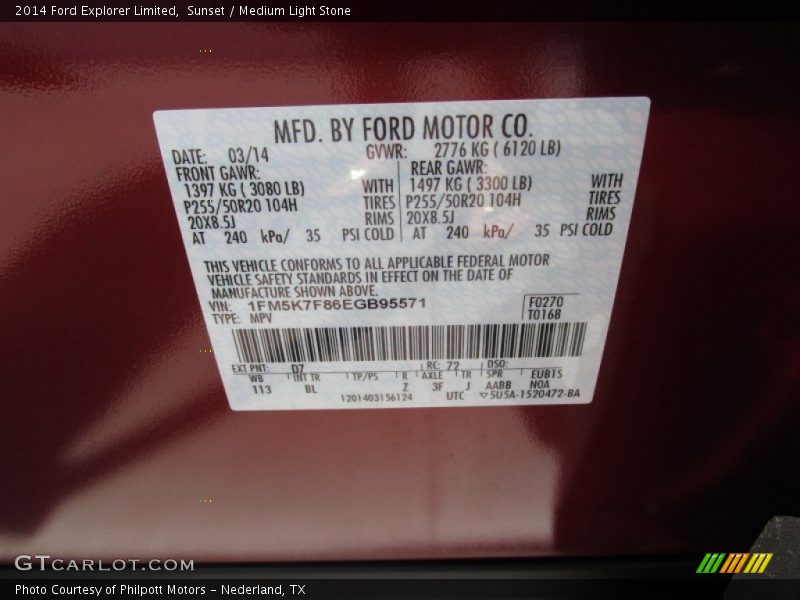 2014 Ford Explorer Limited, Sunset / Medium Light Stone
MFD. BY FORD MOTOR CO.
DATE: 03/14 GVWR: 2776 KG ( 6120 LB)
FRONT GAWR: REAR GAWR:
1397 KG ( 3080 LB) WITH 1497 KG ( 3300 LB) WITH
P255/50R20 104H TIRES P255/50R20 104H TIRES
20X8.5J RIMS 20X8.5J RIMS
AT 240 kPa/ 35 PSI COLD AT 240 kPa/ 35 PSI COLD
THIS VEHICLE CONFORMS TO ALL APPLICABLE FEDERAL MOTOR
VEHICLE SAFETY STANDARDS IN EFFECT ON THE DATE OF
MANUFACTURE SHOWN ABOVE.
VIN: 1FM5K7F86EGB95571 F0270
TYPE: MPV T0168
EXT PNT: D7 RC: 72 DSO:
WB INT TR TP/PS R AXLE TR SPR EUB1S
113 BL Z 3F J AABB NOA
1201403156124 UTC ▽5U5A-1520472-BA
GTCARLOT.COM
Photo Courtesy of Philpott Motors - Nederland, TX